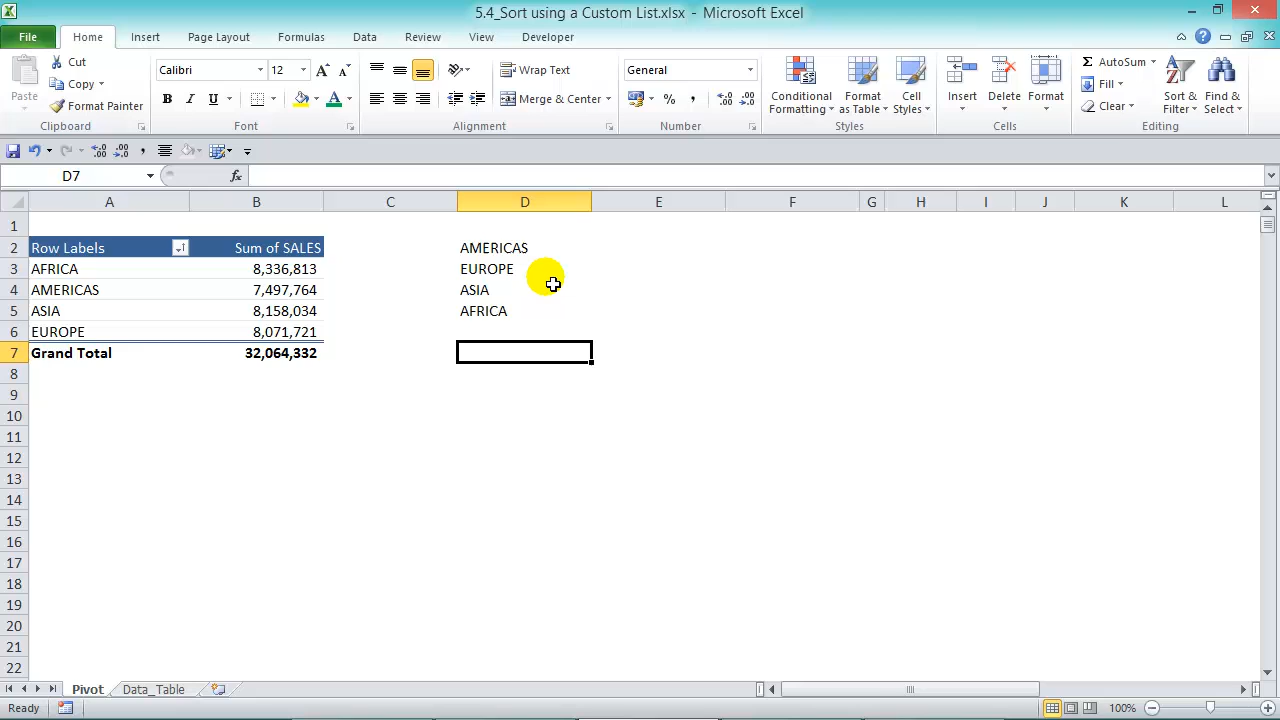 5.4_Sort using a Custom List.xlsx - Microsoft Excel
File Home Insert Page Layout Formulas Data Review View Developer
Paste Cut Copy Format Painter Clipboard
Calibri 12 B I U A A A Font
Wrap Text Merge & Center Alignment
General % , .0 .00 Number
Conditional Formatting Format as Table Cell Styles Styles
Insert Delete Format Cells
Σ AutoSum Fill Clear Sort & Filter Find & Select Editing
D7 fx
A B C D E F G H I J K L
1
2 Row Labels Sum of SALES AMERICAS
3 AFRICA 8,336,813 EUROPE
4 AMERICAS 7,497,764 ASIA
5 ASIA 8,158,034 AFRICA
6 EUROPE 8,071,721
7 Grand Total 32,064,332
8
9
10
11
12
13
14
15
16
17
18
19
20
21
22
Pivot Data_Table
Ready 100%